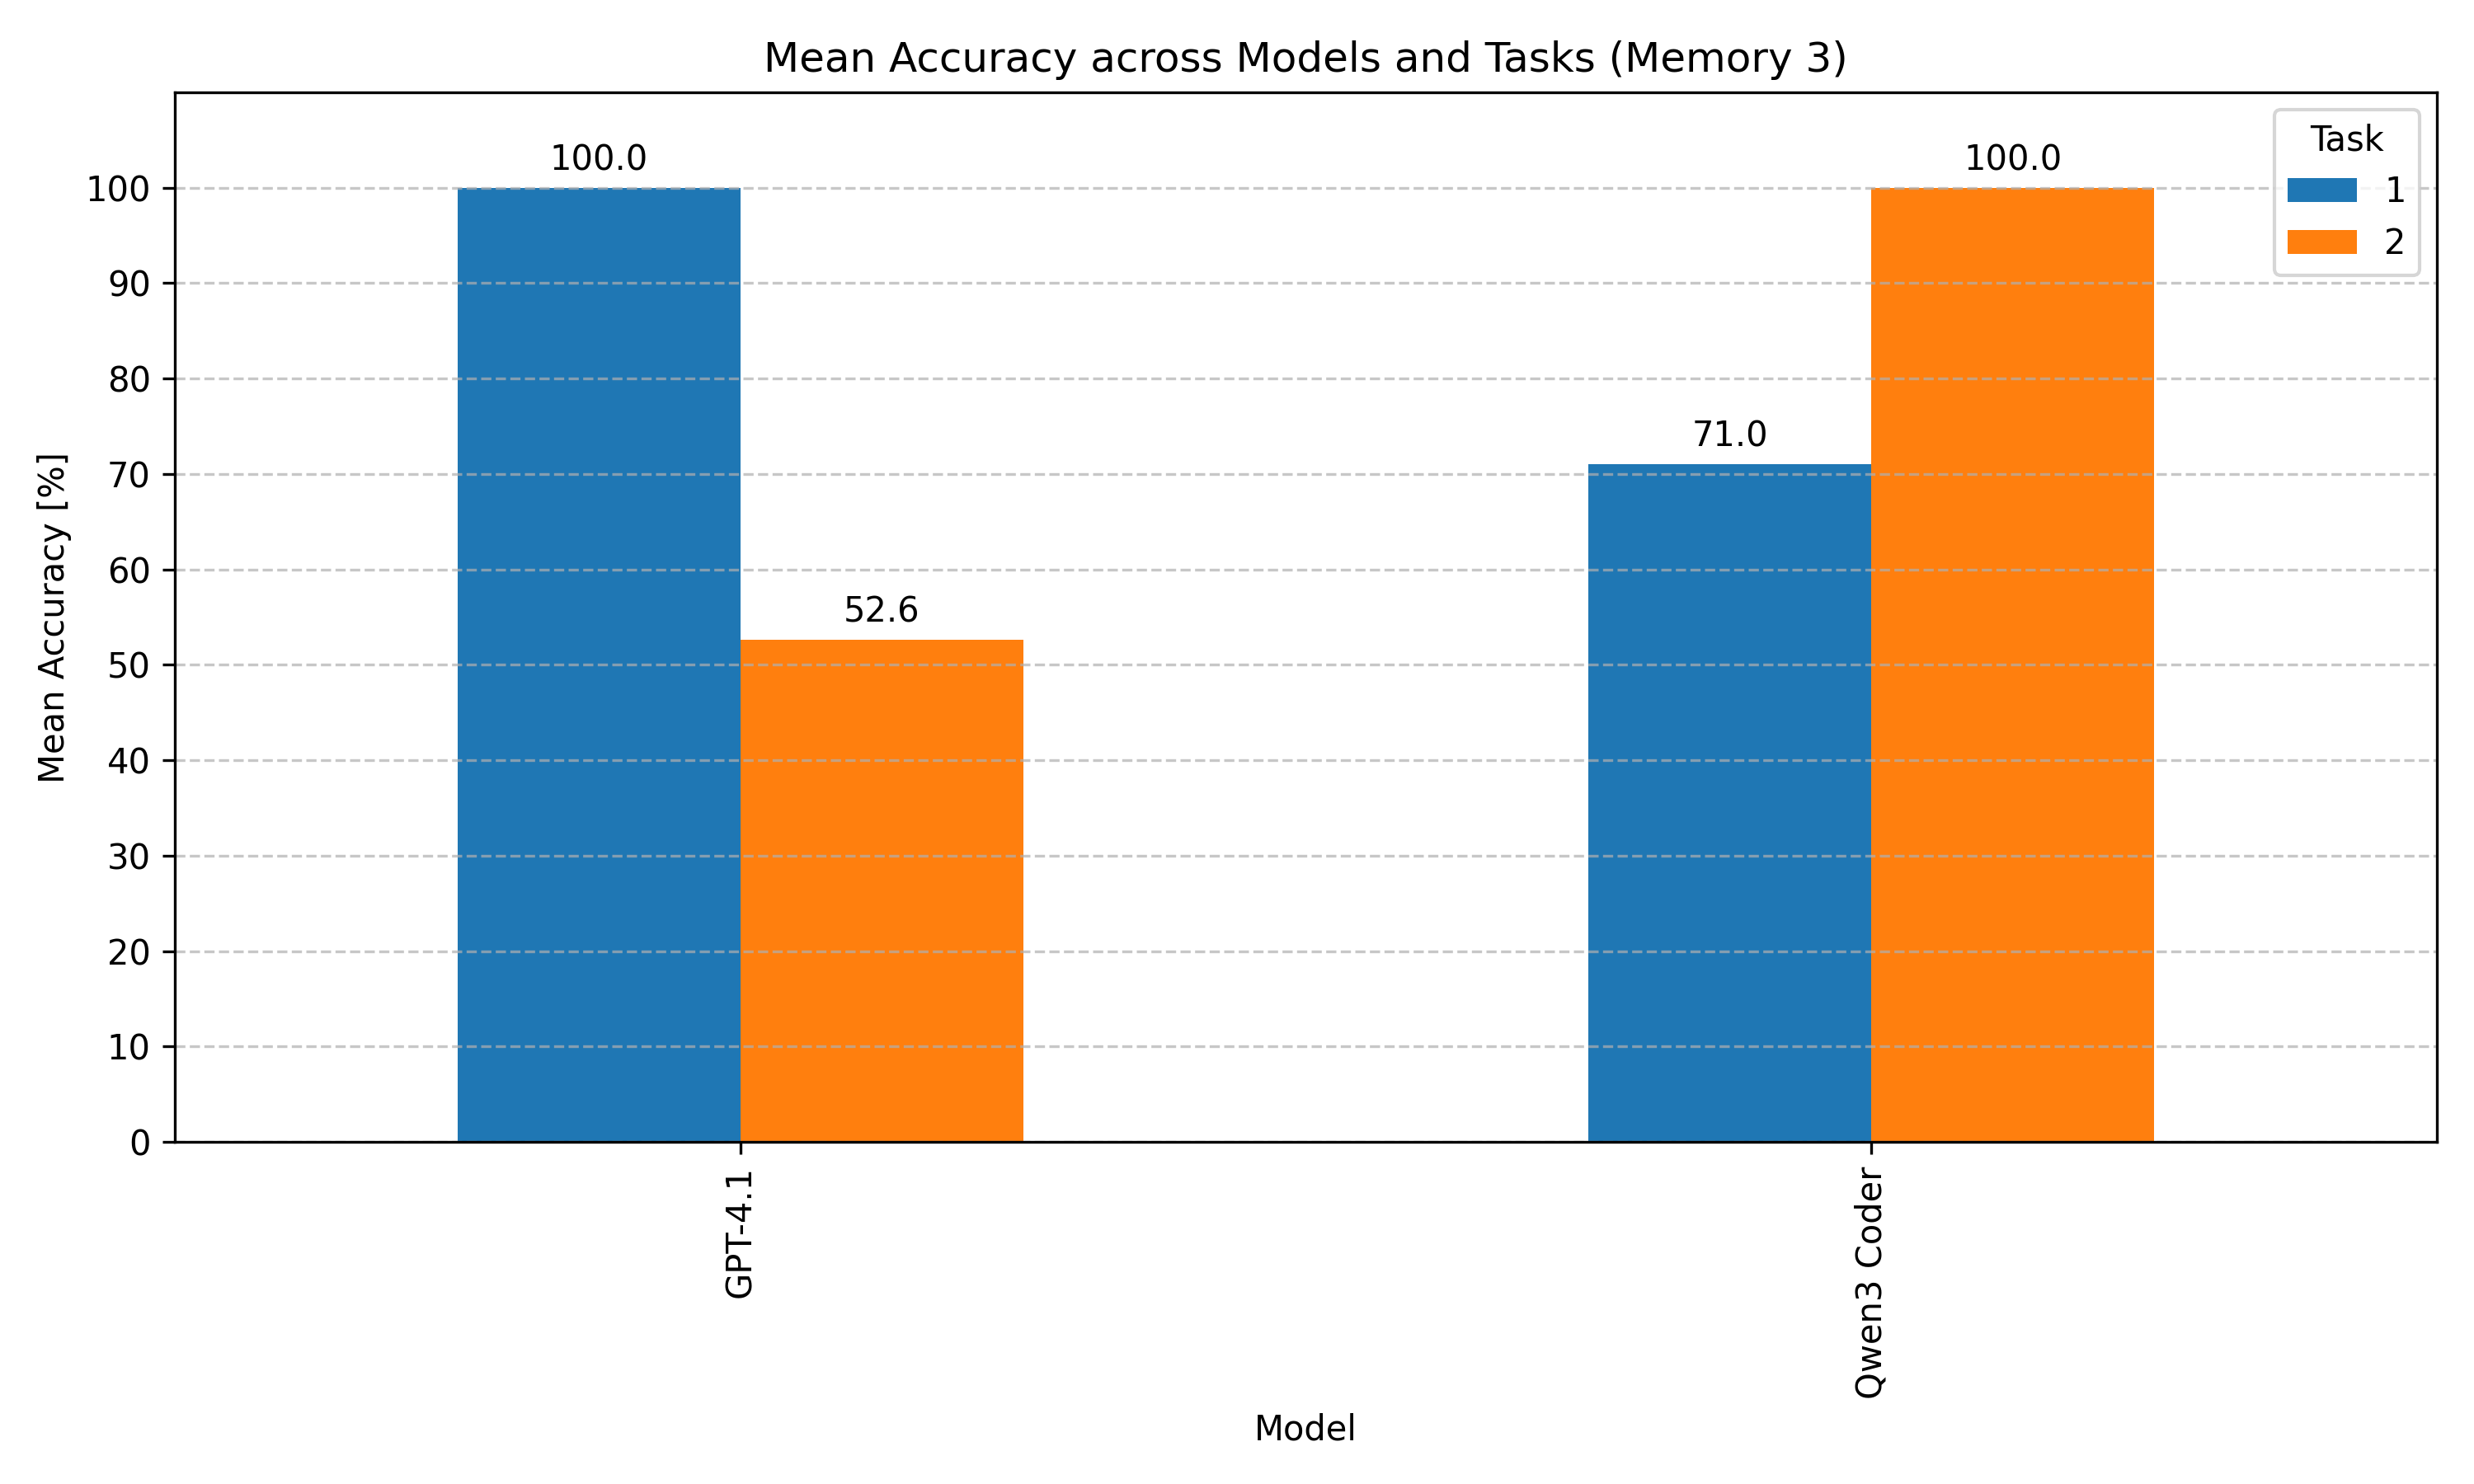 Mean Accuracy across Models and Tasks (Memory 3)
Task
1
2
100.0
52.6
71.0
100.0
Mean Accuracy [%]
100
90
80
70
60
50
40
30
20
10
0
GPT-4.1
Qwen3 Coder
Model